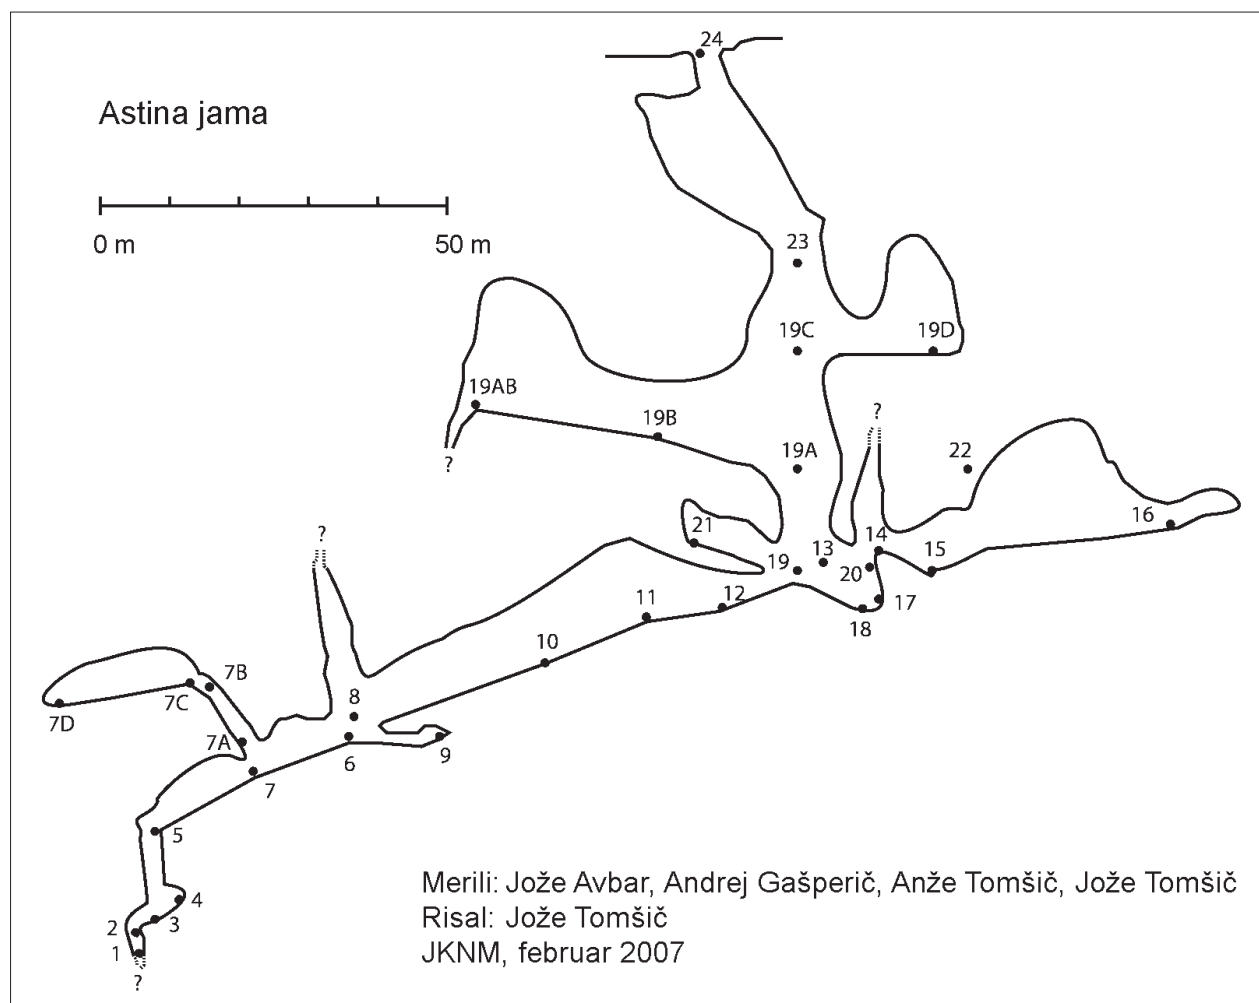 24
Astina jama
0 m 50 m
23
19C 19D
19AB
?
19B
?
19A 22
16
21
?
14
13 15
19 20
12 17
11 18
10
7B
8
7C
7D
7A
6 9
7
5
4
2 3
1
?
Merili: Jože Avbar, Andrej Gašperič, Anže Tomšič, Jože Tomšič
Risal: Jože Tomšič
JKNM, februar 2007